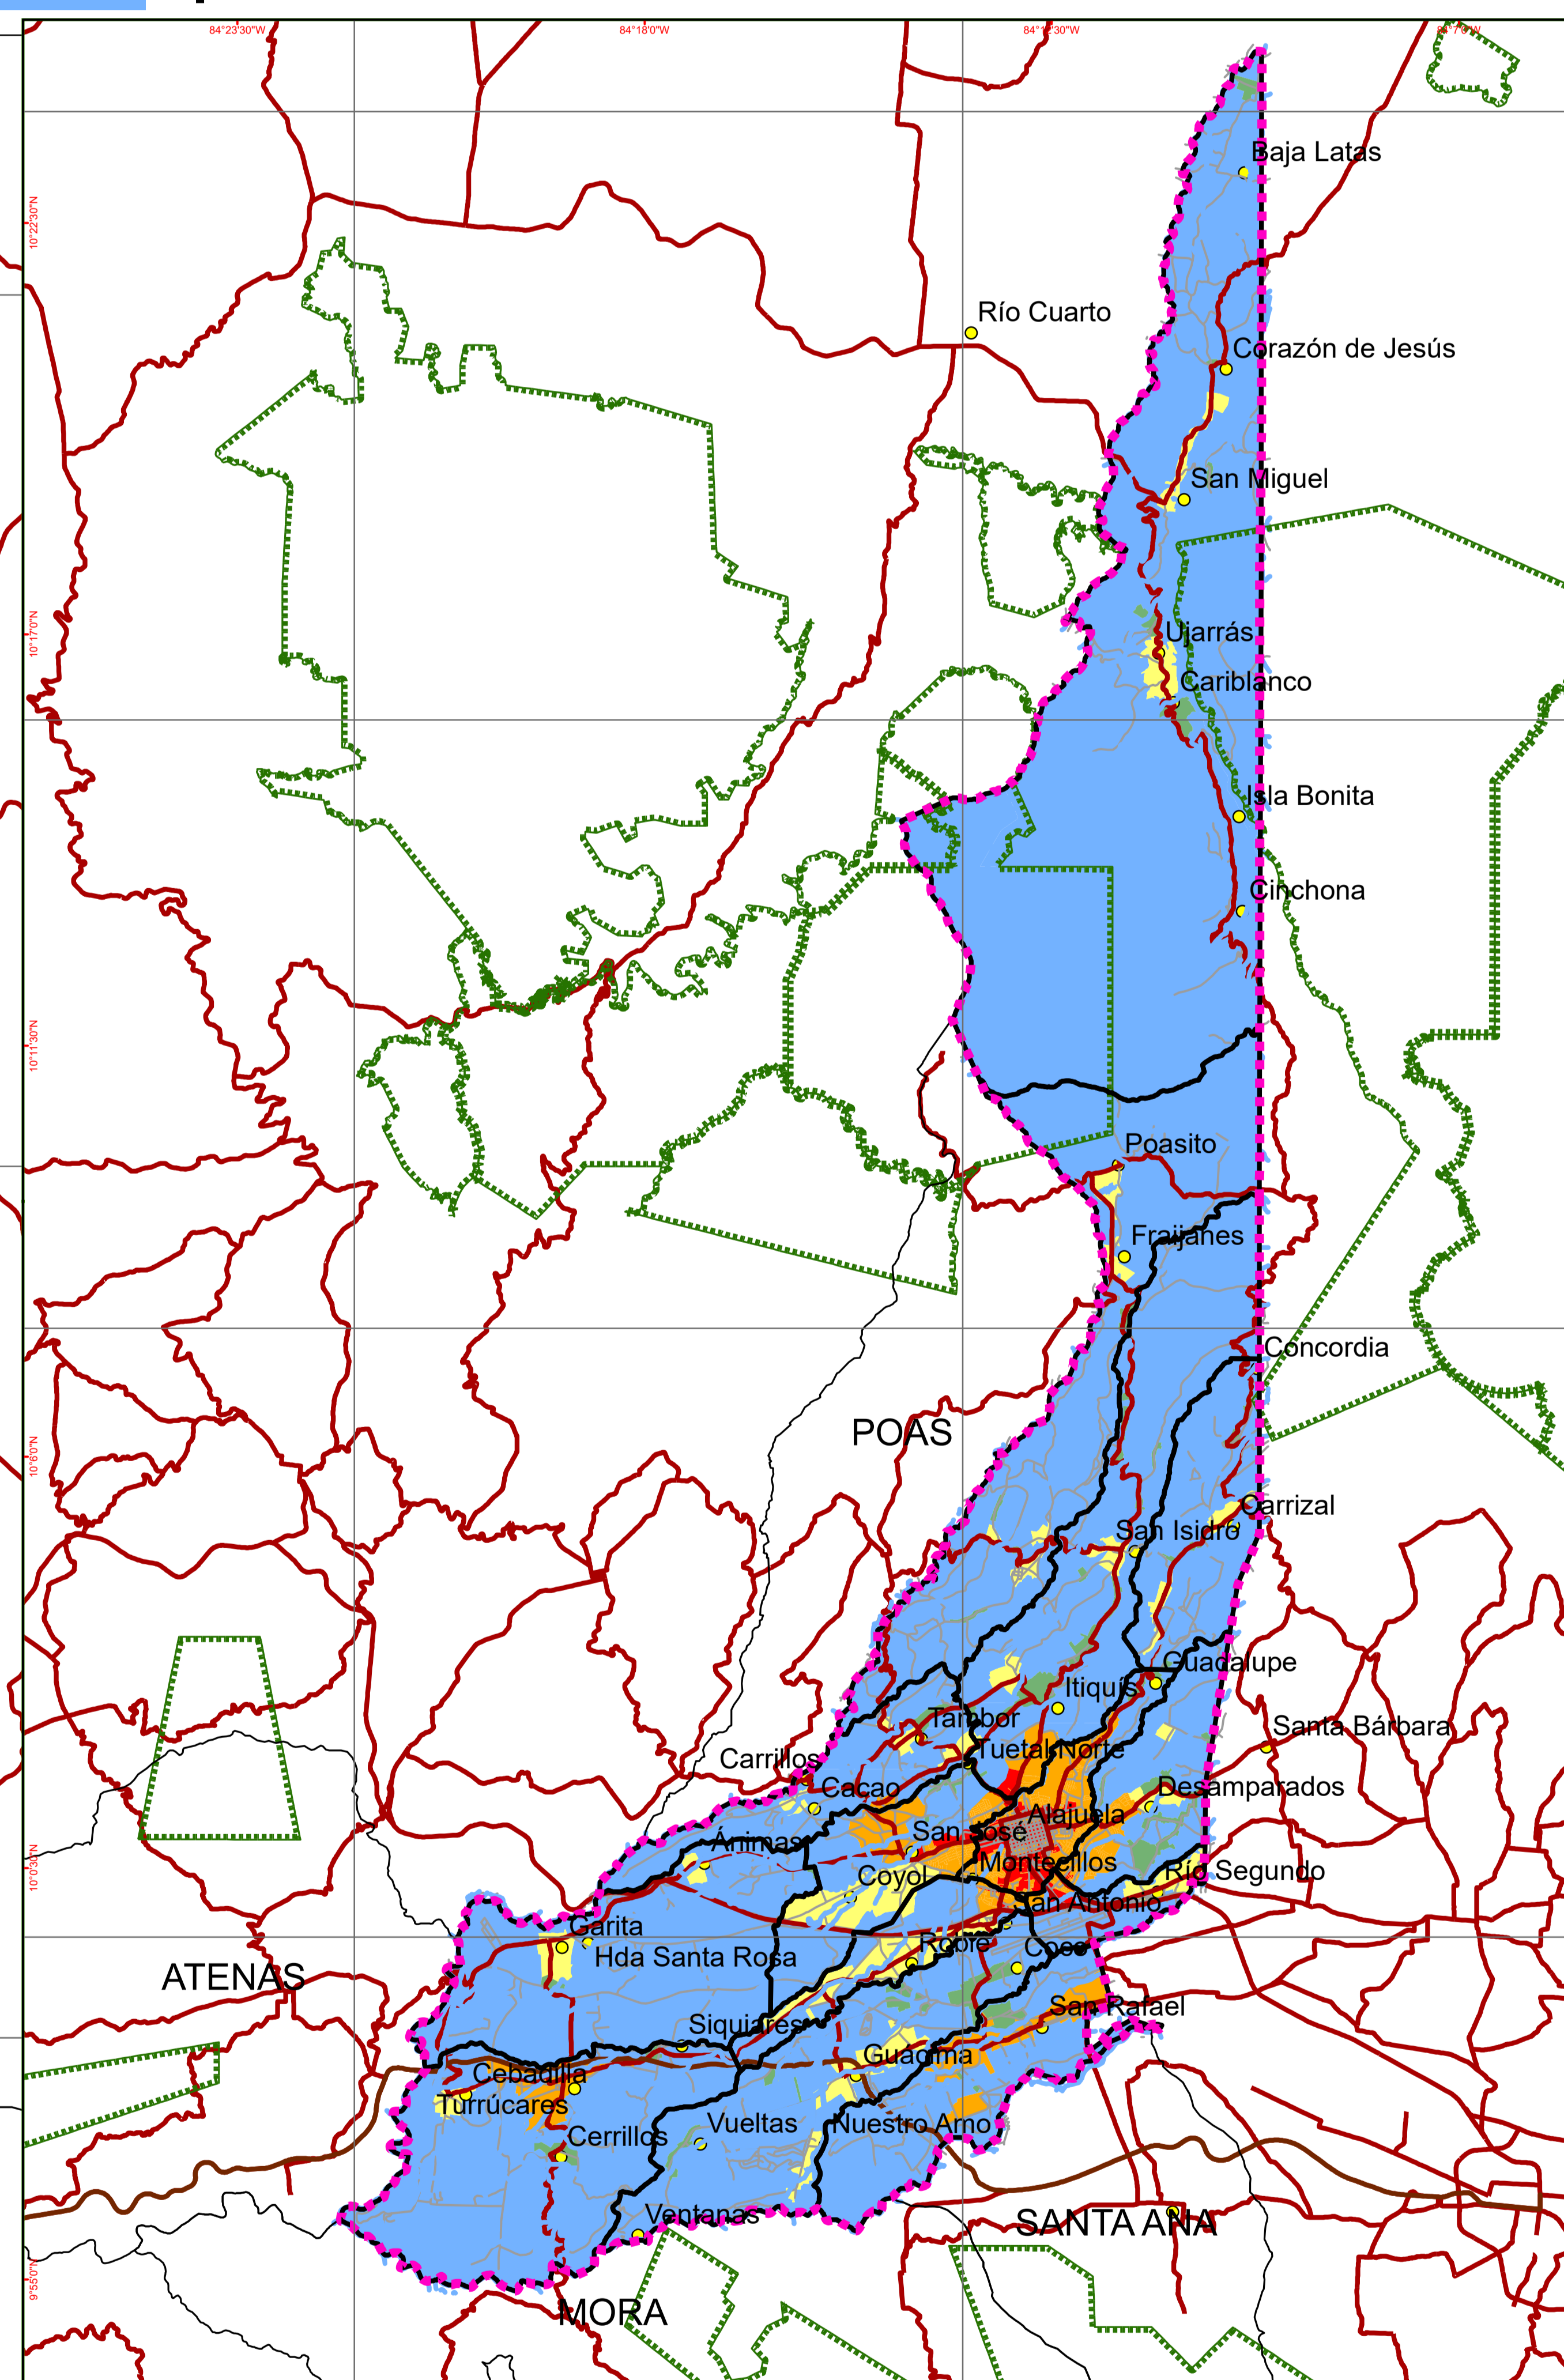 84°23'30"W
84°18'0"W
84°12'30"W
84°7'0"W
Baja Latas
10°22'30"N
Río Cuarto
Corazón de Jesús
San Miguel
10°17'0"N
Ujarrás
Cariblanco
Isla Bonita
Cinchona
10°11'30"N
Poasito
Fraijanes
Concordia
POAS
10°6'0"N
Carrizal
San Isidro
Guadalupe
Itiquís
Tambor
Santa Bárbara
Tuetal Norte
Carrillos
Cacao
Desamparados
Alajuela
San José
Ánimas
10°0'30"N
Montecillos
Río Segundo
Coyol
San Antonio
Garita
Roble
Coco
Hda Santa Rosa
ATENAS
San Rafael
Siquiares
Guácima
Cebadilla
Turrúcares
Vueltas
Nuestro Amo
Cerrillos
Ventanas
SANTA ANA
9°55'0"N
MORA